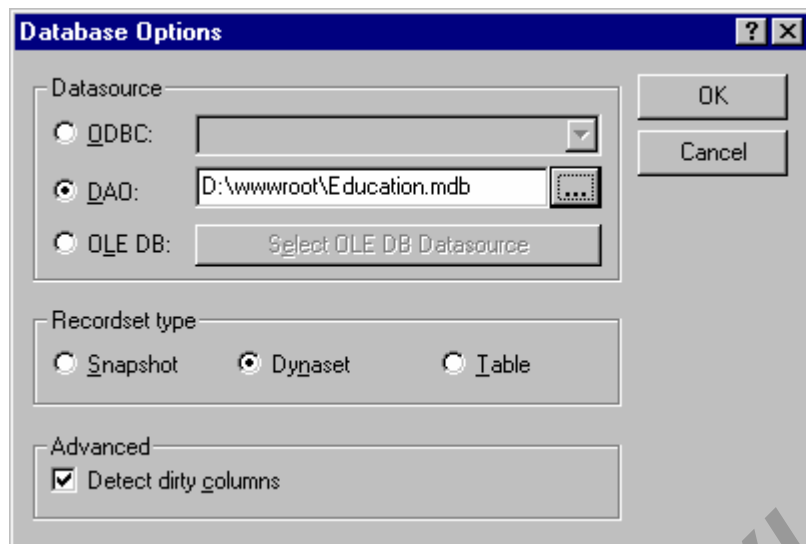 Database Options
Datasource
ODBC:
DAO: D:\wwwroot\Education.mdb ...
OLE DB: Select OLE DB Datasource
OK
Cancel
Recordset type
Snapshot Dynaset Table
Advanced
Detect dirty columns